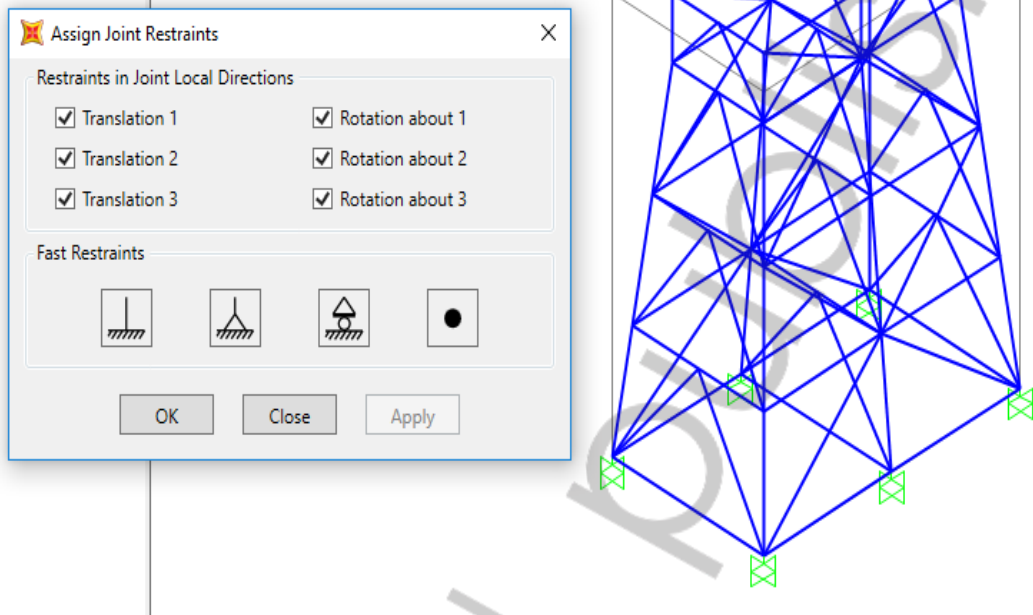 Assign Joint Restraints
Restraints in Joint Local Directions
Translation 1
Rotation about 1
Translation 2
Rotation about 2
Translation 3
Rotation about 3
Fast Restraints
OK
Close
Apply